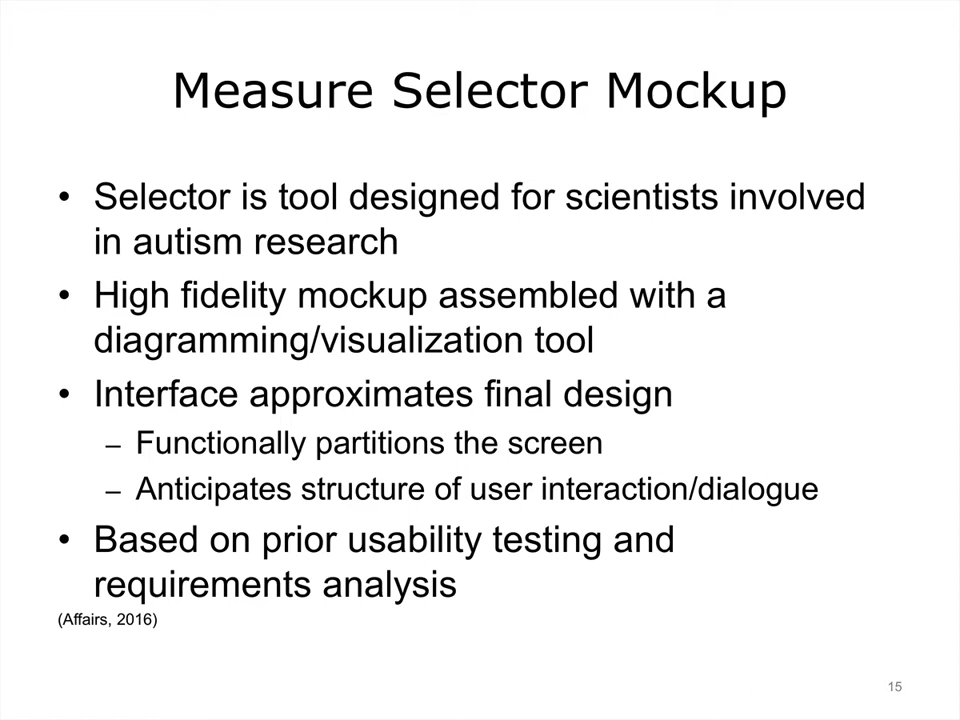 Measure Selector Mockup
• Selector is tool designed for scientists involved
in autism research
• High fidelity mockup assembled with a
diagramming/visualization tool
• Interface approximates final design
– Functionally partitions the screen
– Anticipates structure of user interaction/dialogue
• Based on prior usability testing and
requirements analysis
(Affairs, 2016)
15